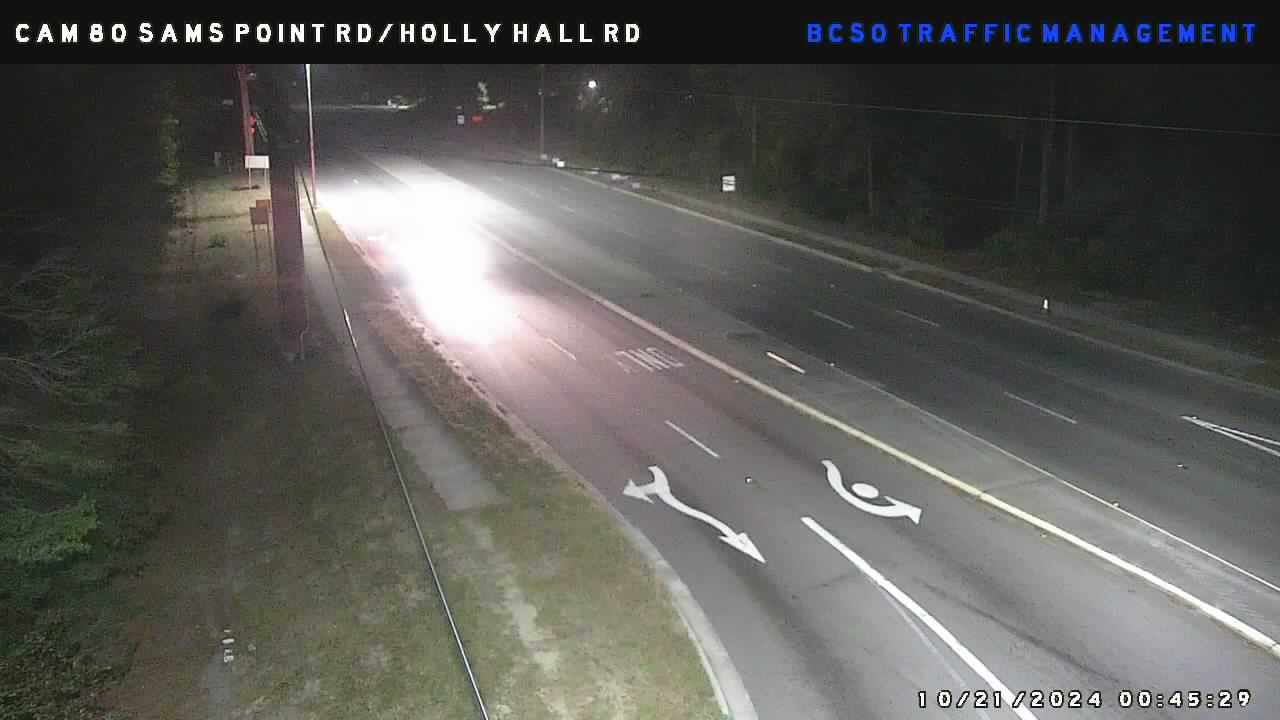 CAM 80 SAMS POINT RD/HOLLY HALL RD
BCSO TRAFFIC MANAGEMENT
ONLY
10/21/2024 00:45:29